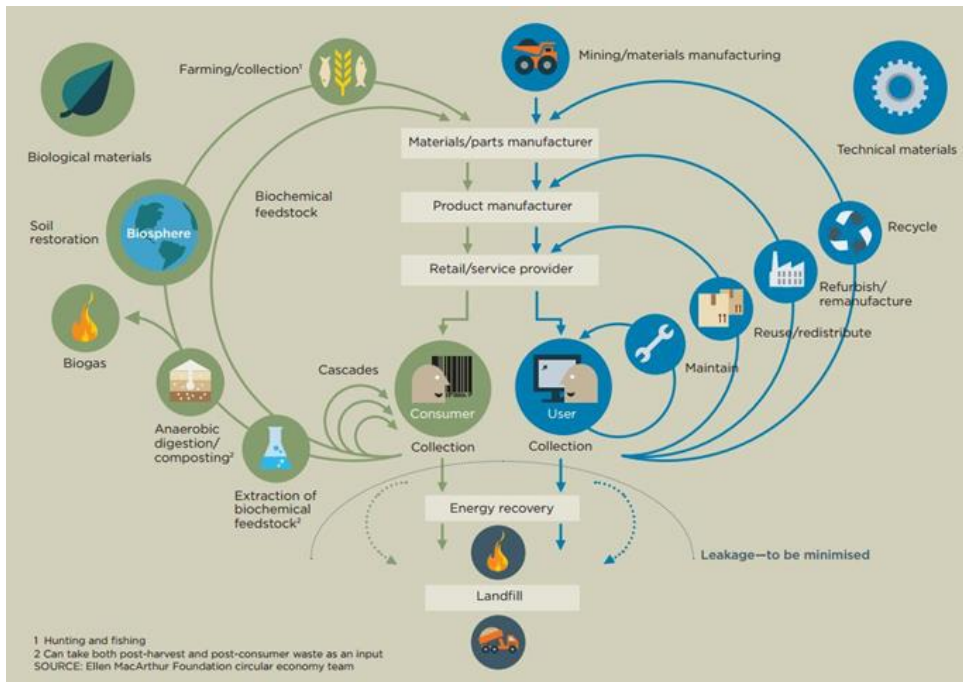 Farming/collection¹
Mining/materials manufacturing
Biological materials
Technical materials
Materials/parts manufacturer
Biochemical
feedstock
Product manufacturer
Soil
restoration
Biosphere
Recycle
Retail/service provider
Refurbish/
remanufacture
Reuse/redistribute
Biogas
Cascades
Maintain
Consumer
User
Anaerobic
digestion/
composting²
Collection
Collection
Extraction of
biochemical
feedstock²
Energy recovery
Leakage—to be minimised
Landfill
1 Hunting and fishing
2 Can take both post-harvest and post-consumer waste as an input
SOURCE: Ellen MacArthur Foundation circular economy team